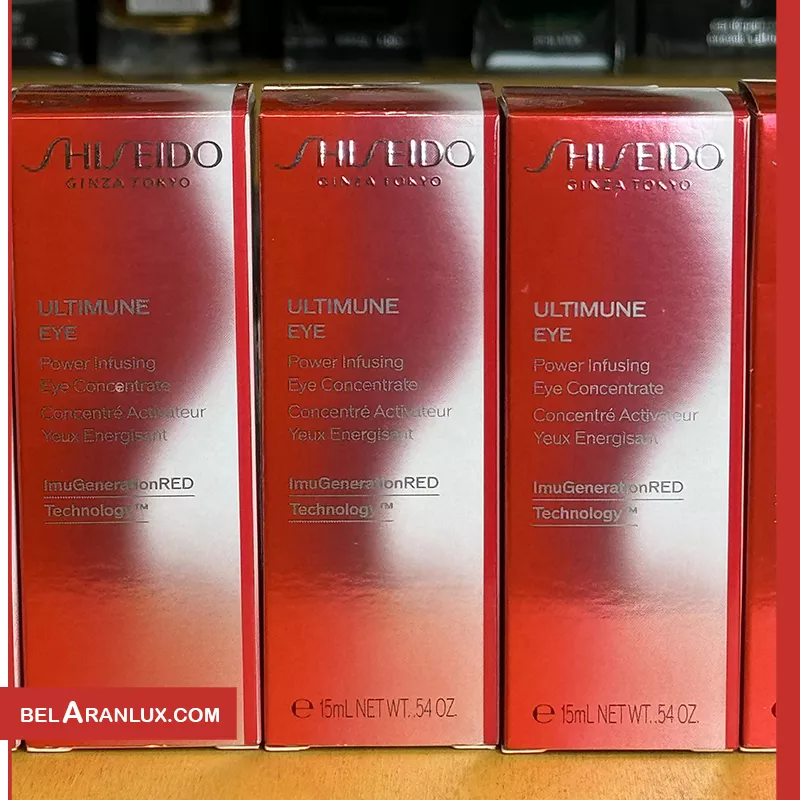 SHISEIDO
GINZA TOKYO
ULTIMUNE
EYE
Power Infusing
Eye Concentrate
Concentré Activateur
Yeux Energisant
ImuGenerationRED
Technology™
SHISEIDO
GINZA TOKYO
ULTIMUNE
EYE
Power Infusing
Eye Concentrate
Concentré Activateur
Yeux Energisant
ImuGenerationRED
Technology™
℮ 15mL NET WT. .54 OZ.
SHISEIDO
GINZA TOKYO
ULTIMUNE
EYE
Power Infusing
Eye Concentrate
Concentré Activateur
Yeux Energisant
ImuGenerationRED
Technology™
℮ 15mL NET WT. .54 OZ.
BELARANLUX.COM